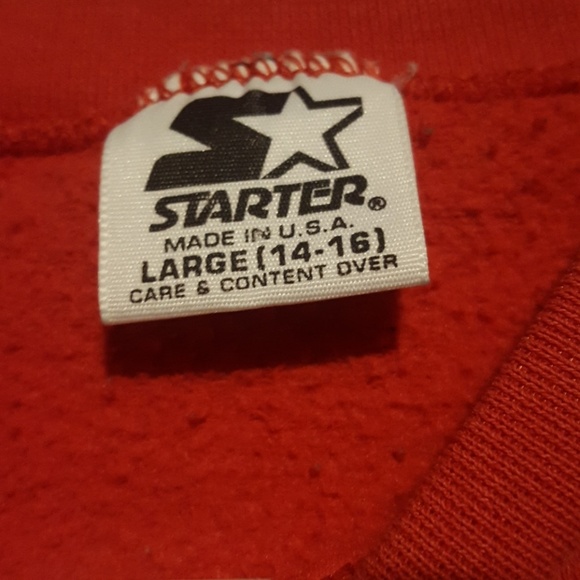 STARTER®
MADE IN U.S.A.
LARGE (14-16)
CARE & CONTENT OVER